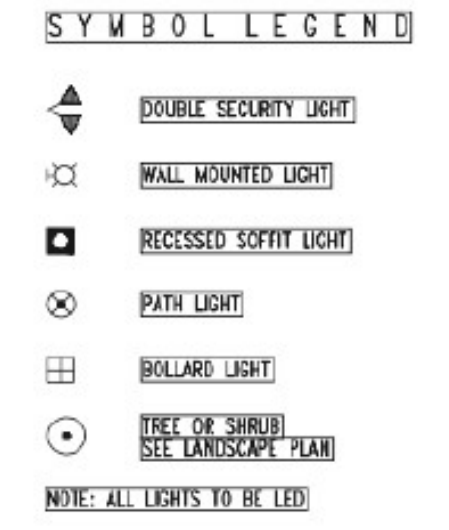 SYMBOL LEGEND
DOUBLE SECURITY LIGHT
WALL MOUNTED LIGHT
RECESSED SOFFIT LIGHT
PATH LIGHT
BOLLARD LIGHT
TREE OR SHRUB
SEE LANDSCAPE PLAN
NOTE: ALL LIGHTS TO BE LED